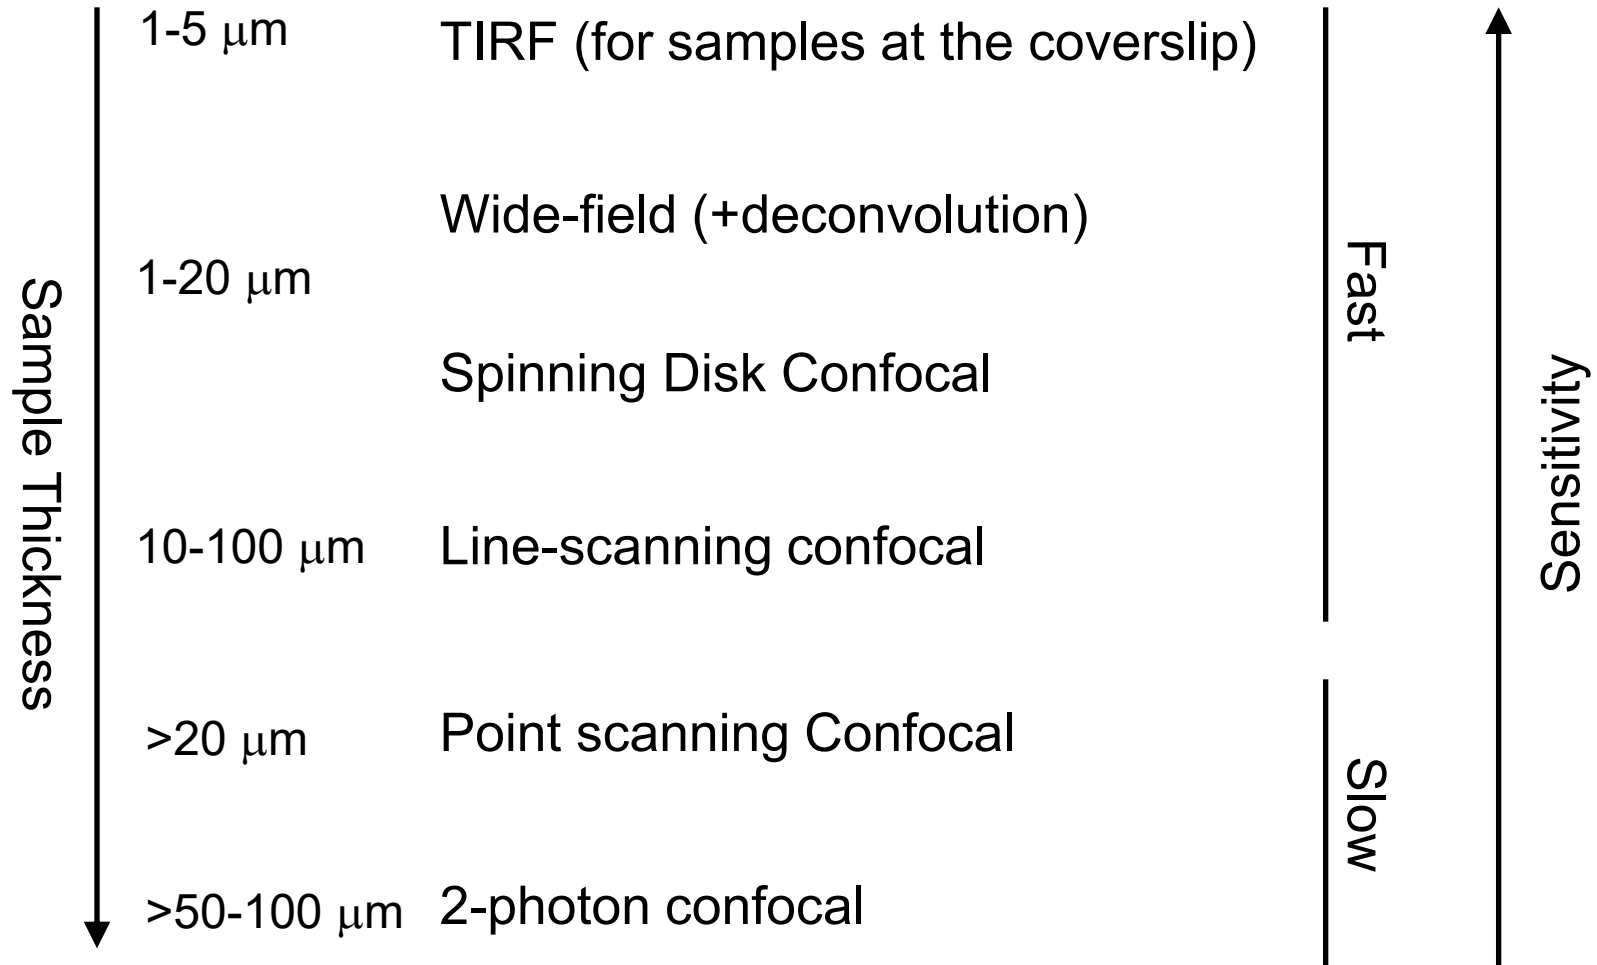 1-5 μm
TIRF (for samples at the coverslip)
Wide-field (+deconvolution)
1-20 μm
Spinning Disk Confocal
10-100 μm
Line-scanning confocal
>20 μm
Point scanning Confocal
>50-100 μm
2-photon confocal
Sample Thickness
Fast
Slow
Sensitivity